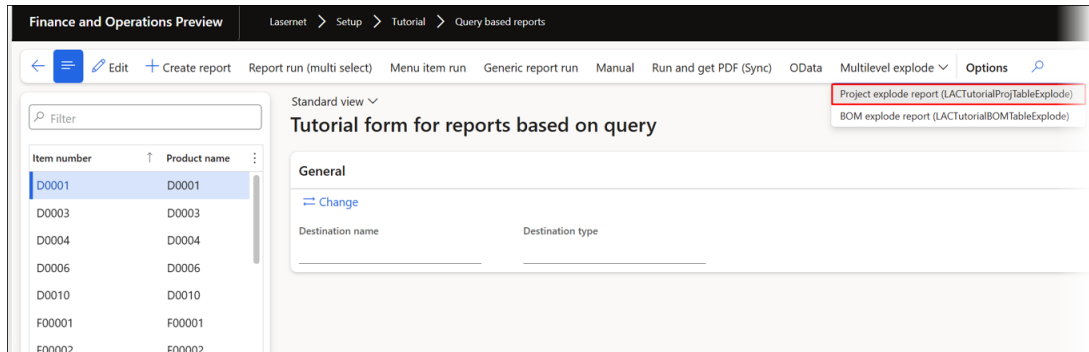 Finance and Operations Preview
Lasernet > Setup > Tutorial > Query based reports
Edit + Create report Report run (multi select) Menu item run Generic report run Manual Run and get PDF (Sync) OData Multilevel explode Options
Project explode report (LACTutorialProjTableExplode)
BOM explode report (LACTutorialBOMTableExplode)
Filter
Standard view
Tutorial form for reports based on query
Item number Product name
D0001 D0001
D0003 D0003
D0004 D0004
D0006 D0006
D0010 D0010
F00001 F00001
F00002 F00002
General
Change
Destination name Destination type